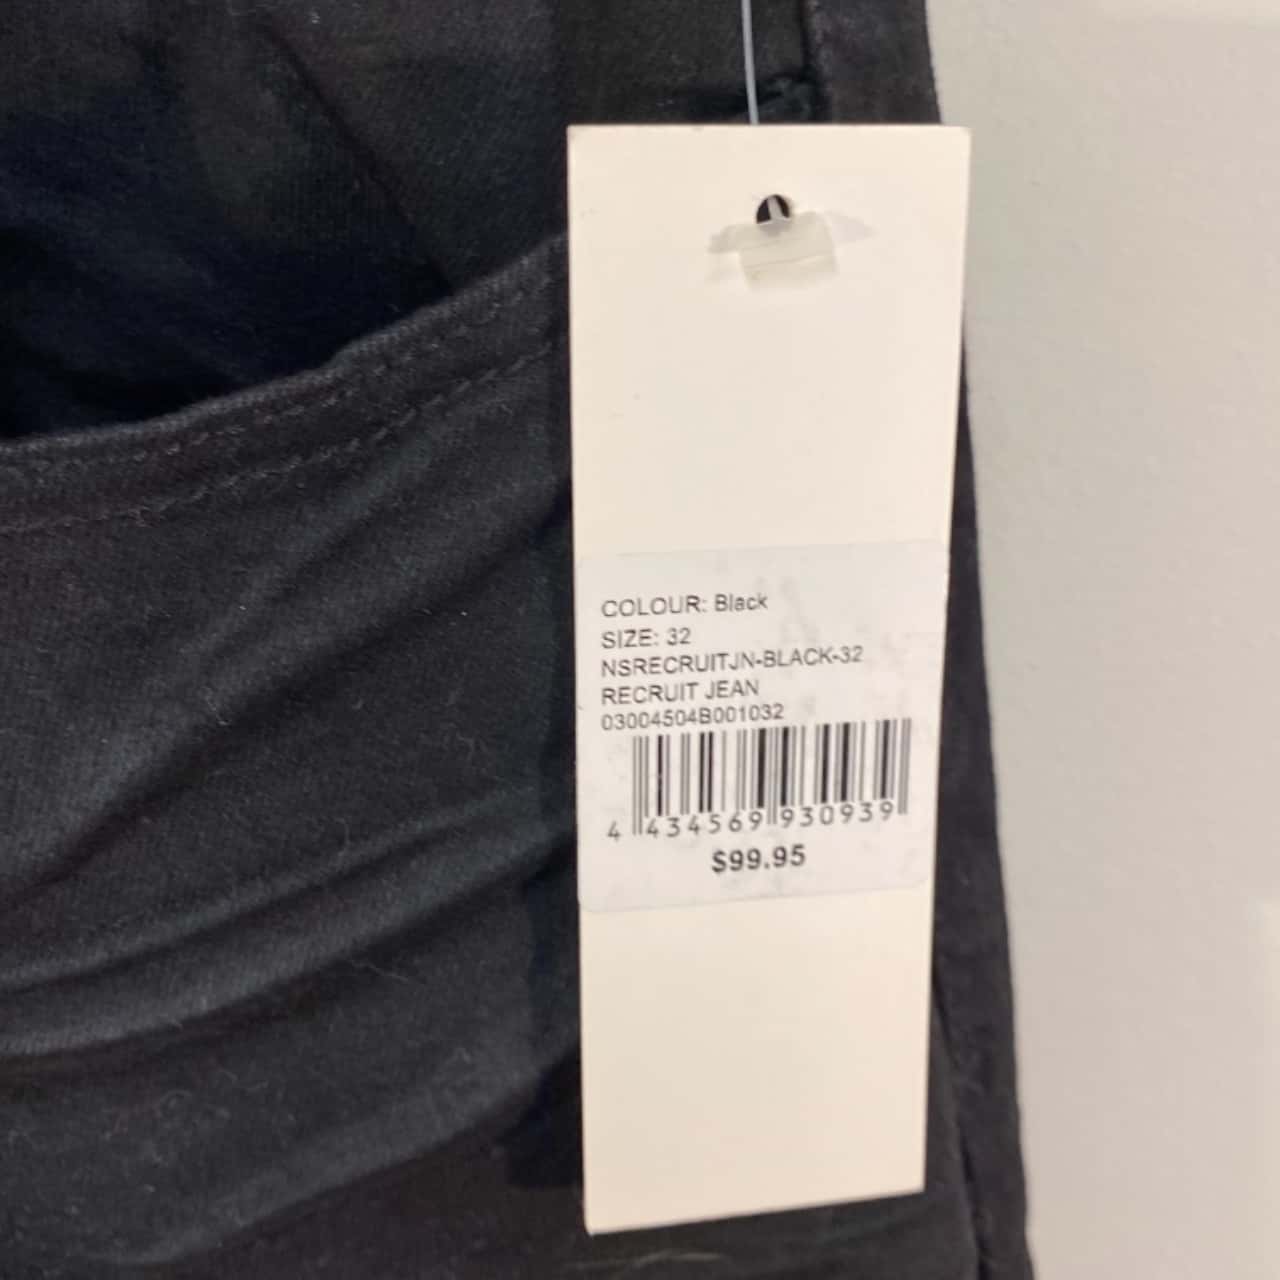 COLOUR: Black
SIZE: 32
NSRECRUITJN-BLACK-32
RECRUIT JEAN
03004504B001032
4 434569 930939
$99.95